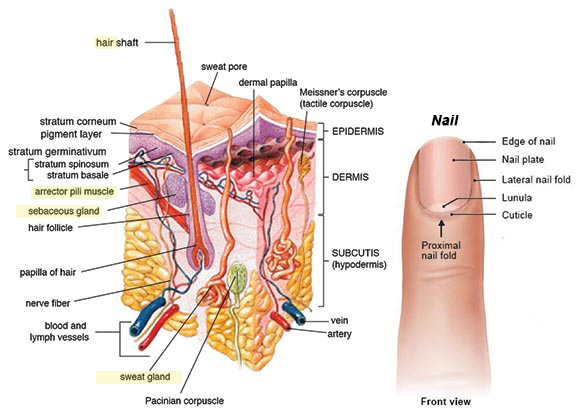 hair shaft
sweat pore
dermal papilla
Meissner's corpuscle
(tactile corpuscle)
stratum corneum
pigment layer
stratum germinativum
stratum spinosum
stratum basale
arrector pili muscle
sebaceous gland
hair follicle
papilla of hair
nerve fiber
blood and
lymph vessels
sweat gland
Pacinian corpuscle
EPIDERMIS
DERMIS
SUBCUTIS
(hypodermis)
vein
artery
Nail
Edge of nail
Nail plate
Lateral nail fold
Lunula
Cuticle
Proximal
nail fold
Front view